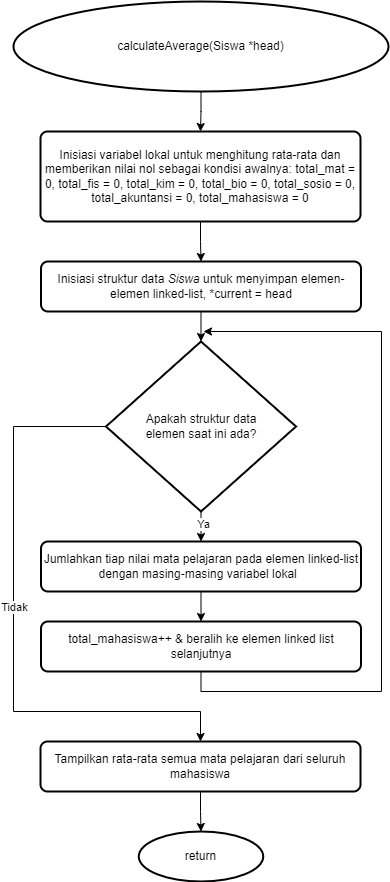 calculateAverage(Siswa *head)
Inisiasi variabel lokal untuk menghitung rata-rata dan
memberikan nilai nol sebagai kondisi awalnya: total_mat =
0, total_fis = 0, total_kim = 0, total_bio = 0, total_sosio = 0,
total_akuntansi = 0, total_mahasiswa = 0
Inisiasi struktur data Siswa untuk menyimpan elemen-
elemen linked-list, *current = head
Apakah struktur data
elemen saat ini ada?
Ya
Jumlahkan tiap nilai mata pelajaran pada elemen linked-list
dengan masing-masing variabel lokal
Tidak
total_mahasiswa++ & beralih ke elemen linked list
selanjutnya
Tampilkan rata-rata semua mata pelajaran dari seluruh
mahasiswa
return